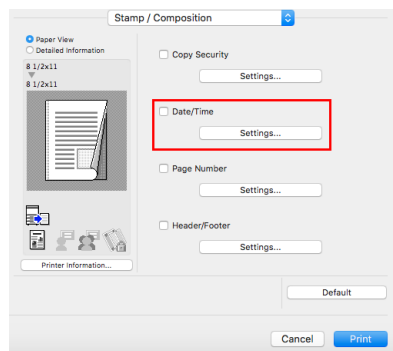 Stamp / Composition
Paper View
Detailed Information
8 1/2x11
8 1/2x11
Printer Information...
Copy Security
Settings...
Date/Time
Settings...
Page Number
Settings...
Header/Footer
Settings...
Default
Cancel
Print